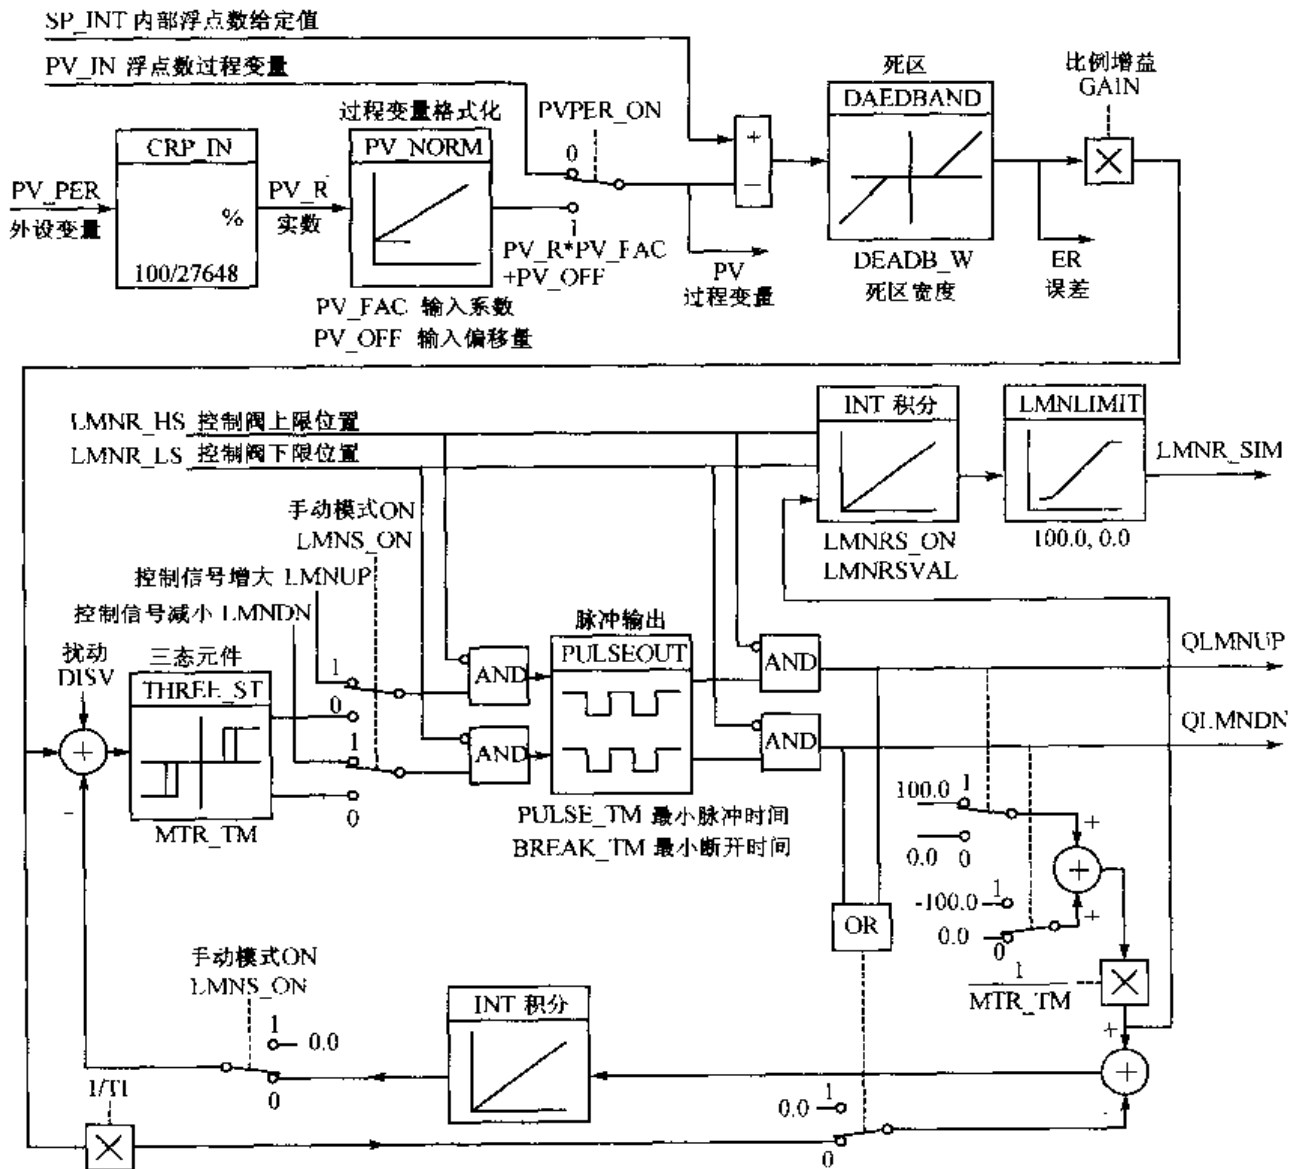 SP_INT 内部浮点数给定值
PV_IN 浮点数过程变量
过程变量格式化
PVPER_ON
死区
比例增益
GAIN
CRP_IN
PV_NORM
DAEDBAND
0
+
−
PV_PER
外设变量
PV_R
实数
%
100/27648
1
PV_R*PV_FAC
+PV_OFF
PV
过程变量
DEADB_W
死区宽度
ER
误差
PV_FAC 输入系数
PV_OFF 输入偏移量
LMNR_HS 控制阀上限位置
LMNR_LS 控制阀下限位置
INT 积分
LMNLIMIT
LMNR_SIM
手动模式ON
LMNS_ON
LMNRS_ON
LMNRSVAL
100.0, 0.0
控制信号增大 LMNUP
控制信号减小 LMNDN
脉冲输出
扰动
DISV
三态元件
THREE_ST
1
0
AND
PULSEOUT
AND
QLMNUP
+
1
0
AND
AND
QLMNDN
−
MTR_TM
PULSE_TM 最小脉冲时间
BREAK_TM 最小断开时间
100.0
1
0.0
0
+
+
+
-100.0
1
0.0
0
OR
手动模式ON
LMNS_ON
INT 积分
1
MTR_TM
1
0.0
0
+
+
-
1/TI
0.0
1
0